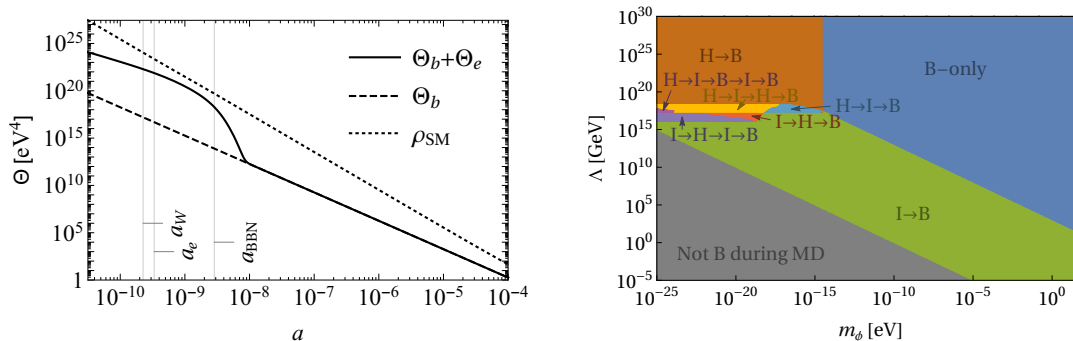 10^25
10^20
10^15
10^10
10^5
1
Θ [eV^4]
Θ_b+Θ_e
Θ_b
ρ_SM
a_W
a_e
a_BBN
10^-10
10^-9
10^-8
10^-7
10^-6
10^-5
10^-4
a
10^30
10^25
10^20
10^15
10^10
10^5
10^0
10^-5
Λ [GeV]
H→B
B-only
H→I→B→I→B
H→I→H→B
H→I→B
I→H→B
I→H→I→B
I→B
Not B during MD
10^-25
10^-20
10^-15
10^-10
10^-5
10^0
m_ϕ [eV]